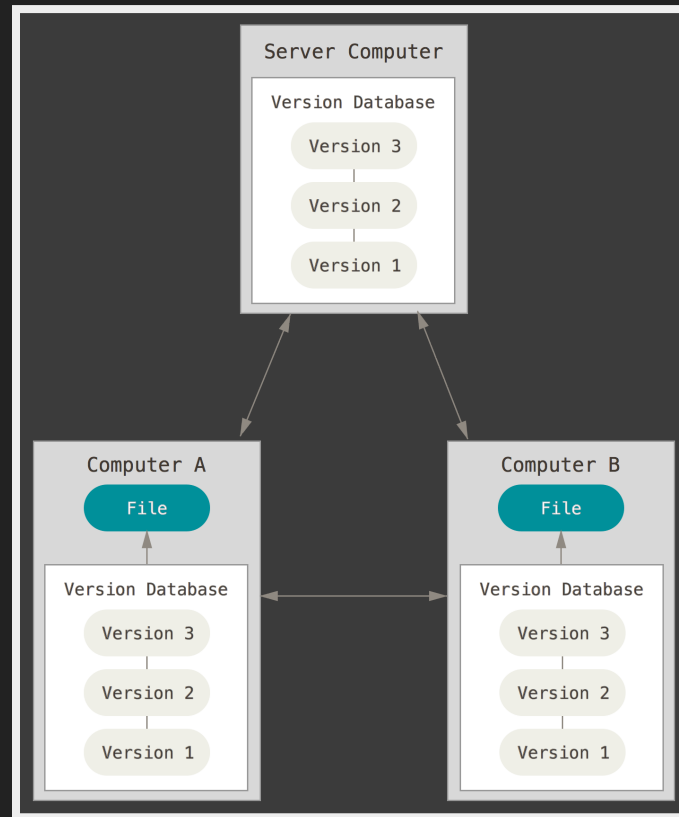 Server Computer
Version Database
Version 3
Version 2
Version 1
Computer A
File
Version Database
Version 3
Version 2
Version 1
Computer B
File
Version Database
Version 3
Version 2
Version 1